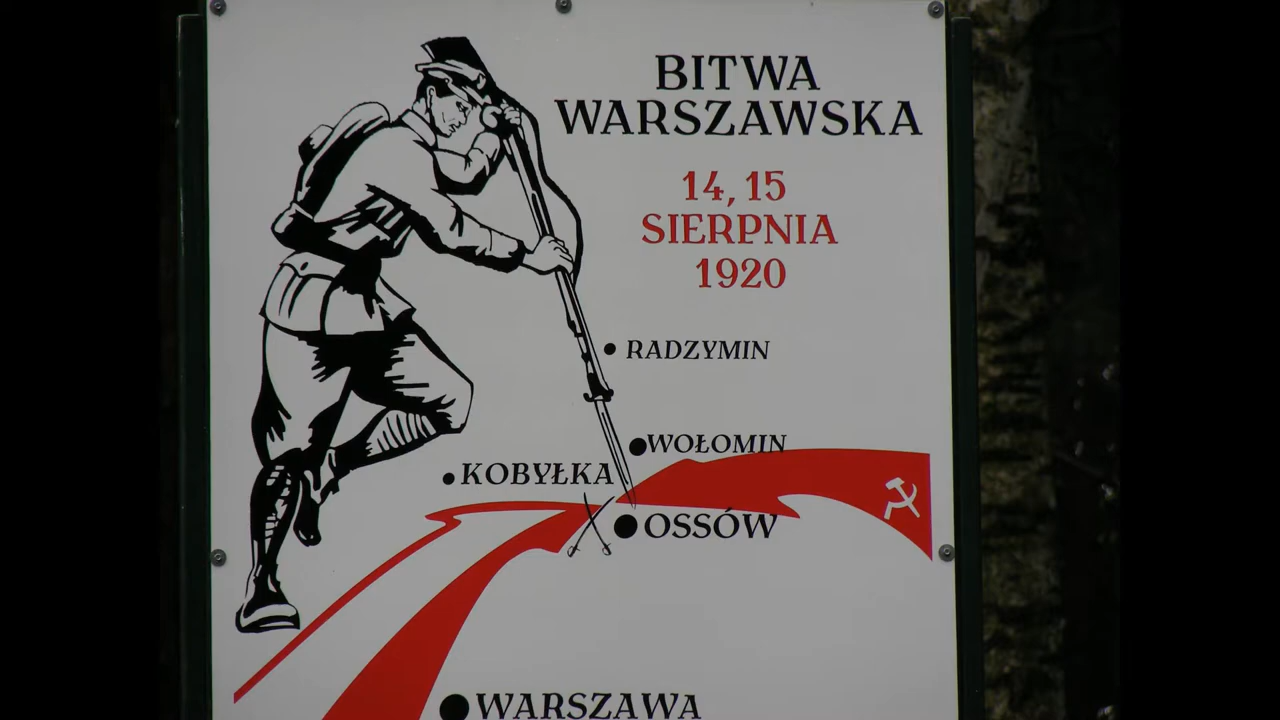 BITWA
WARSZAWSKA
14, 15
SIERPNIA
1920
RADZYMIN
WOŁOMIN
KOBYŁKA
OSSÓW
WARSZAWA